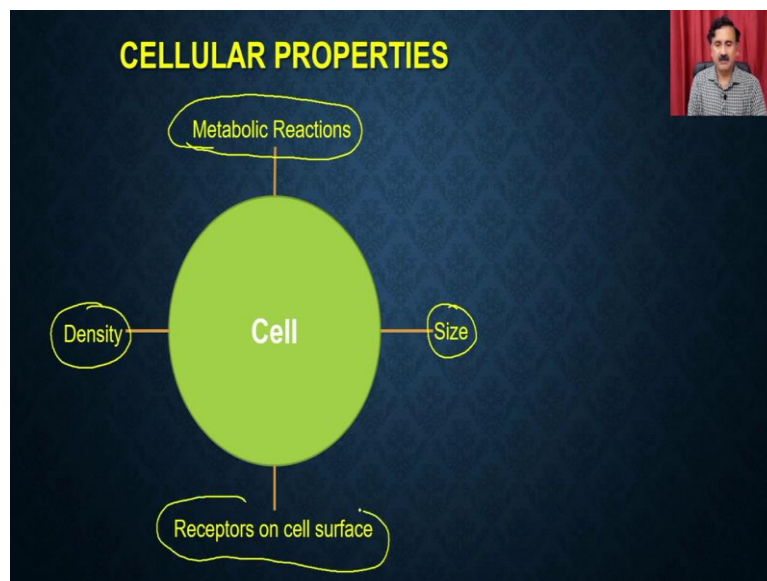 CELLULAR PROPERTIES
Metabolic Reactions
Density
Cell
Size
Receptors on cell surface